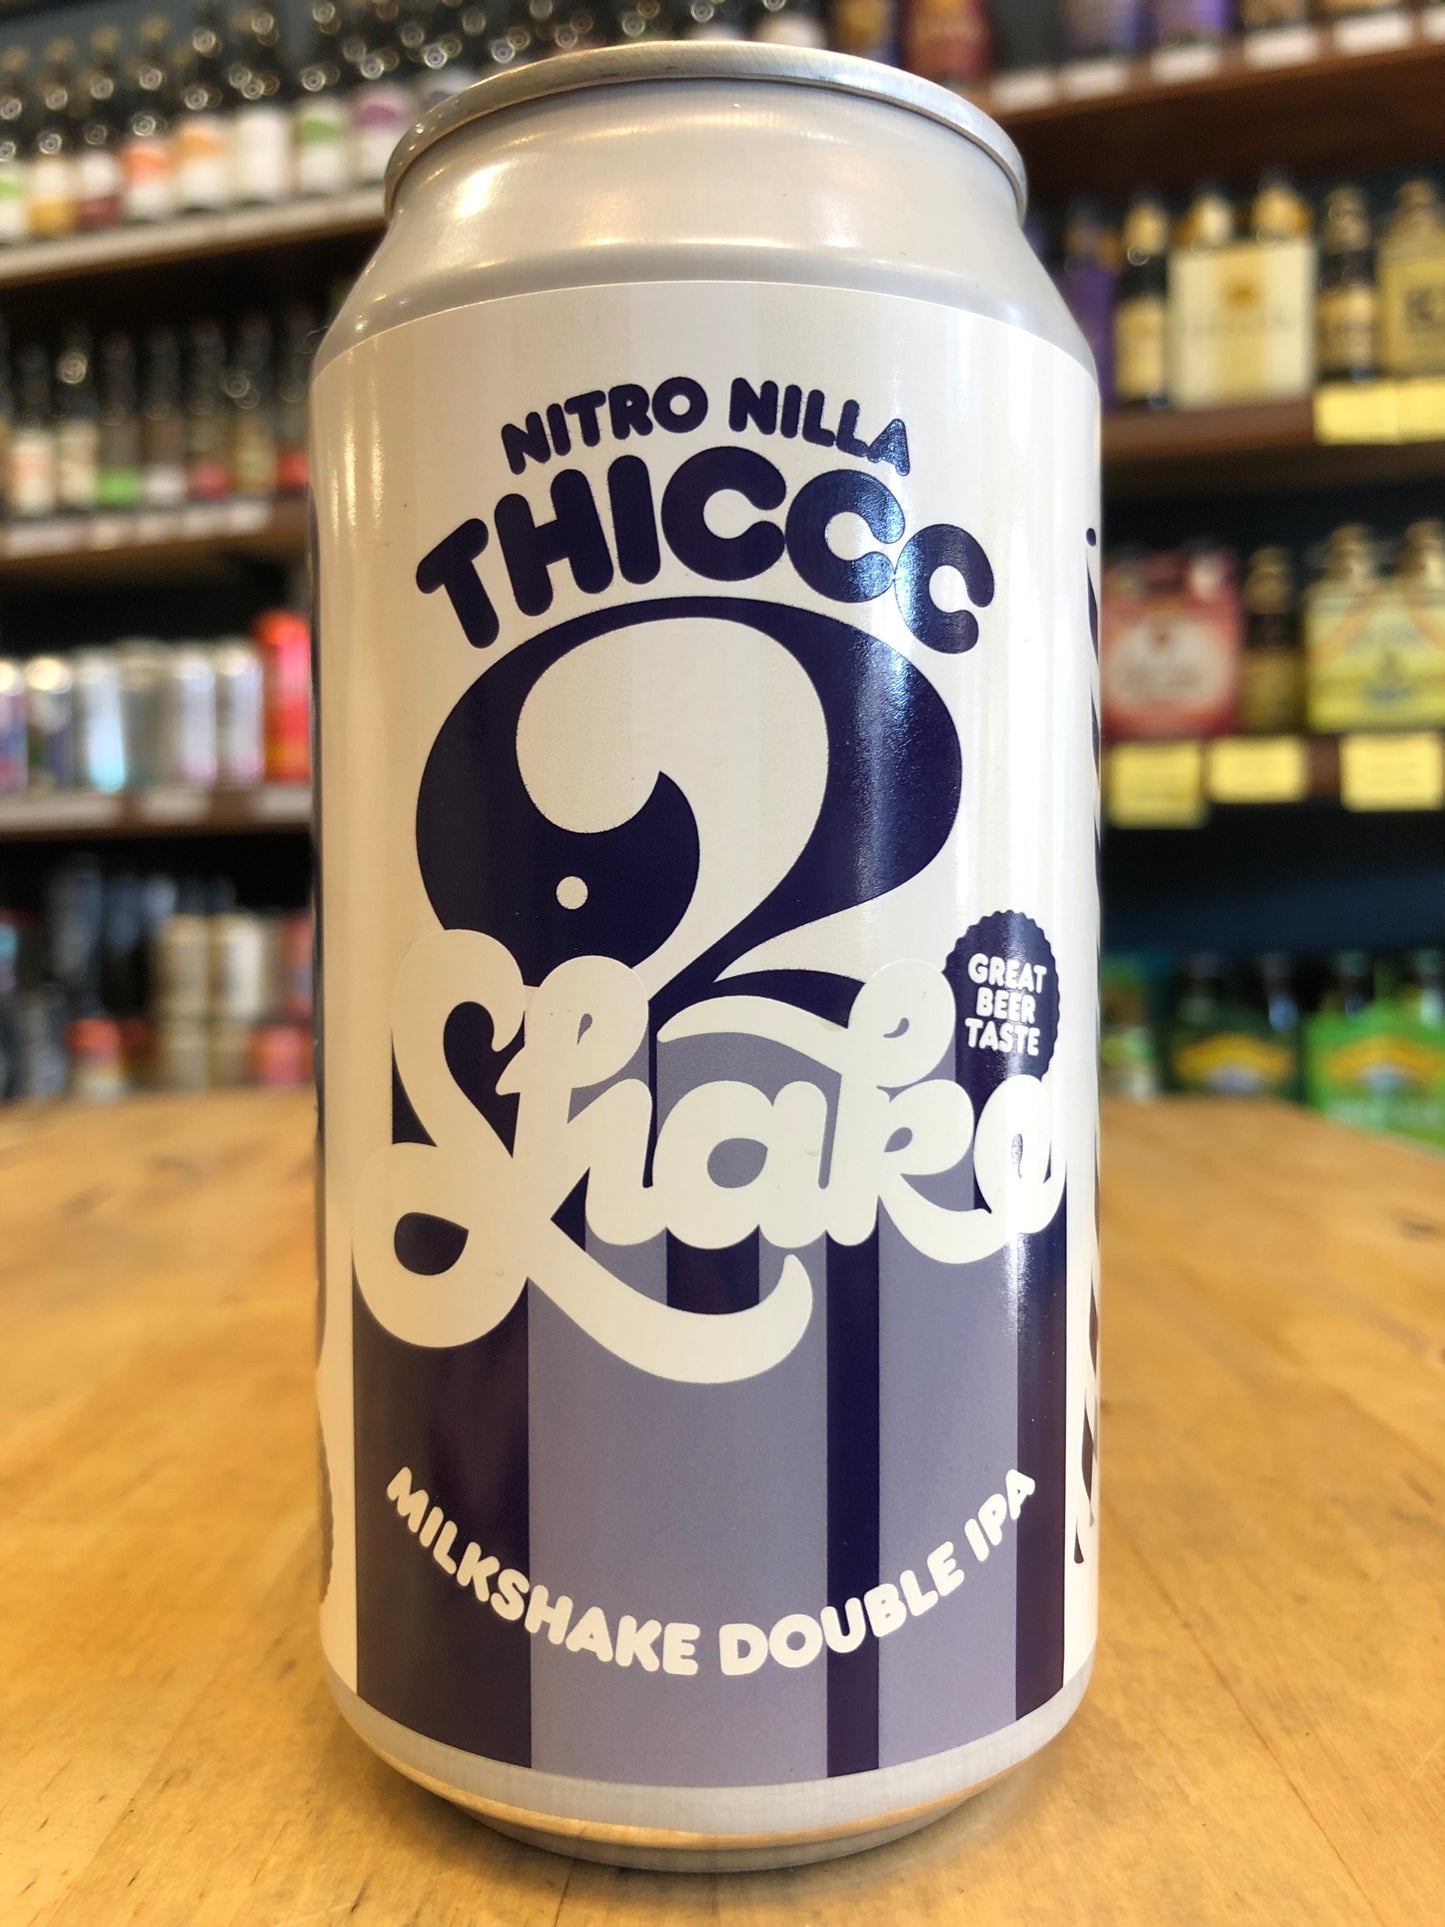 NITRO NILLA
THICCC
2
Shake
GREAT
BEER
TASTE
MILKSHAKE DOUBLE IPA